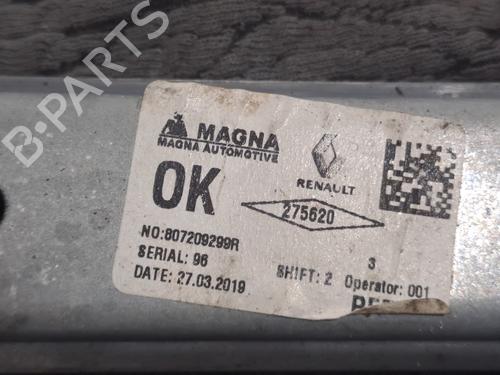 MAGNA
MAGNA AUTOMOTIVE
RENAULT
OK
275620
NO:807209299R
SERIAL: 96
DATE: 27.03.2019
SHIFT: 2
3
Operator: 001
B-PARTS